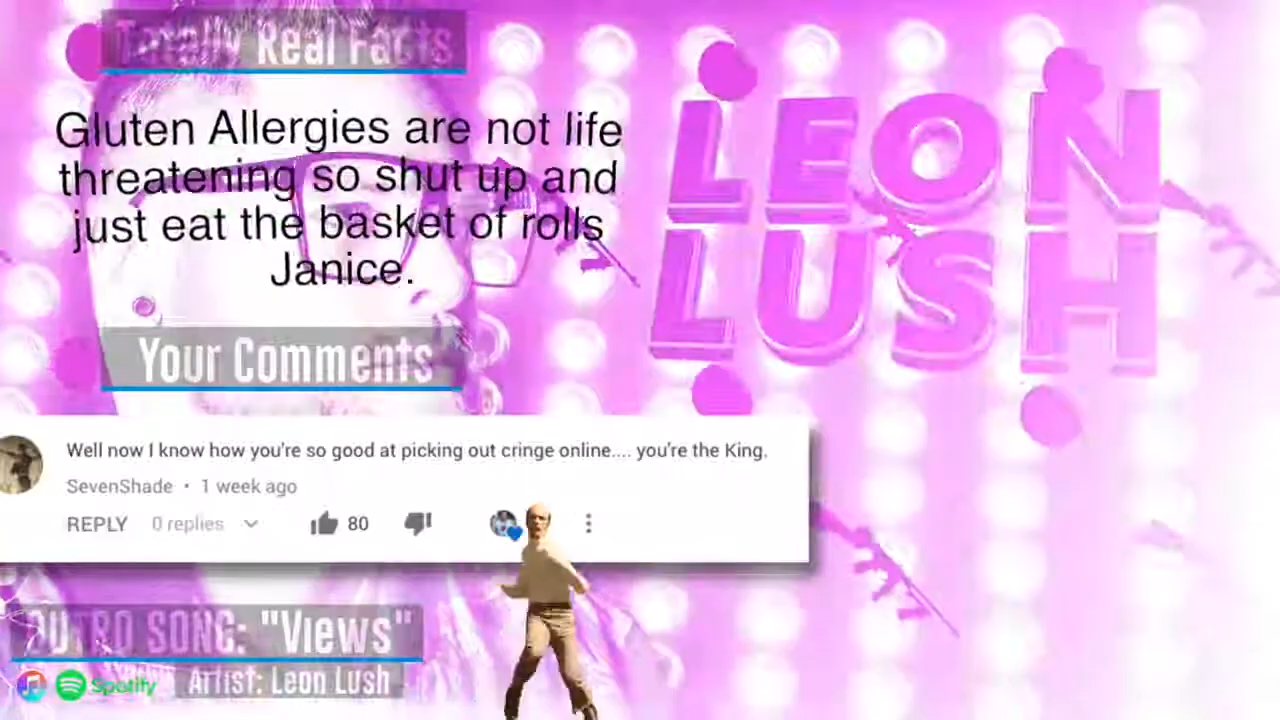 Totally Real Facts
Gluten Allergies are not life
threatening so shut up and
just eat the basket of rolls
Janice.
LEON
LUSH
Your Comments
Well now I know how you're so good at picking out cringe online.... you're the King.
SevenShade • 1 week ago
REPLY 0 replies 80
OUTRO SONG: "Views"
Spotify Artist: Leon Lush